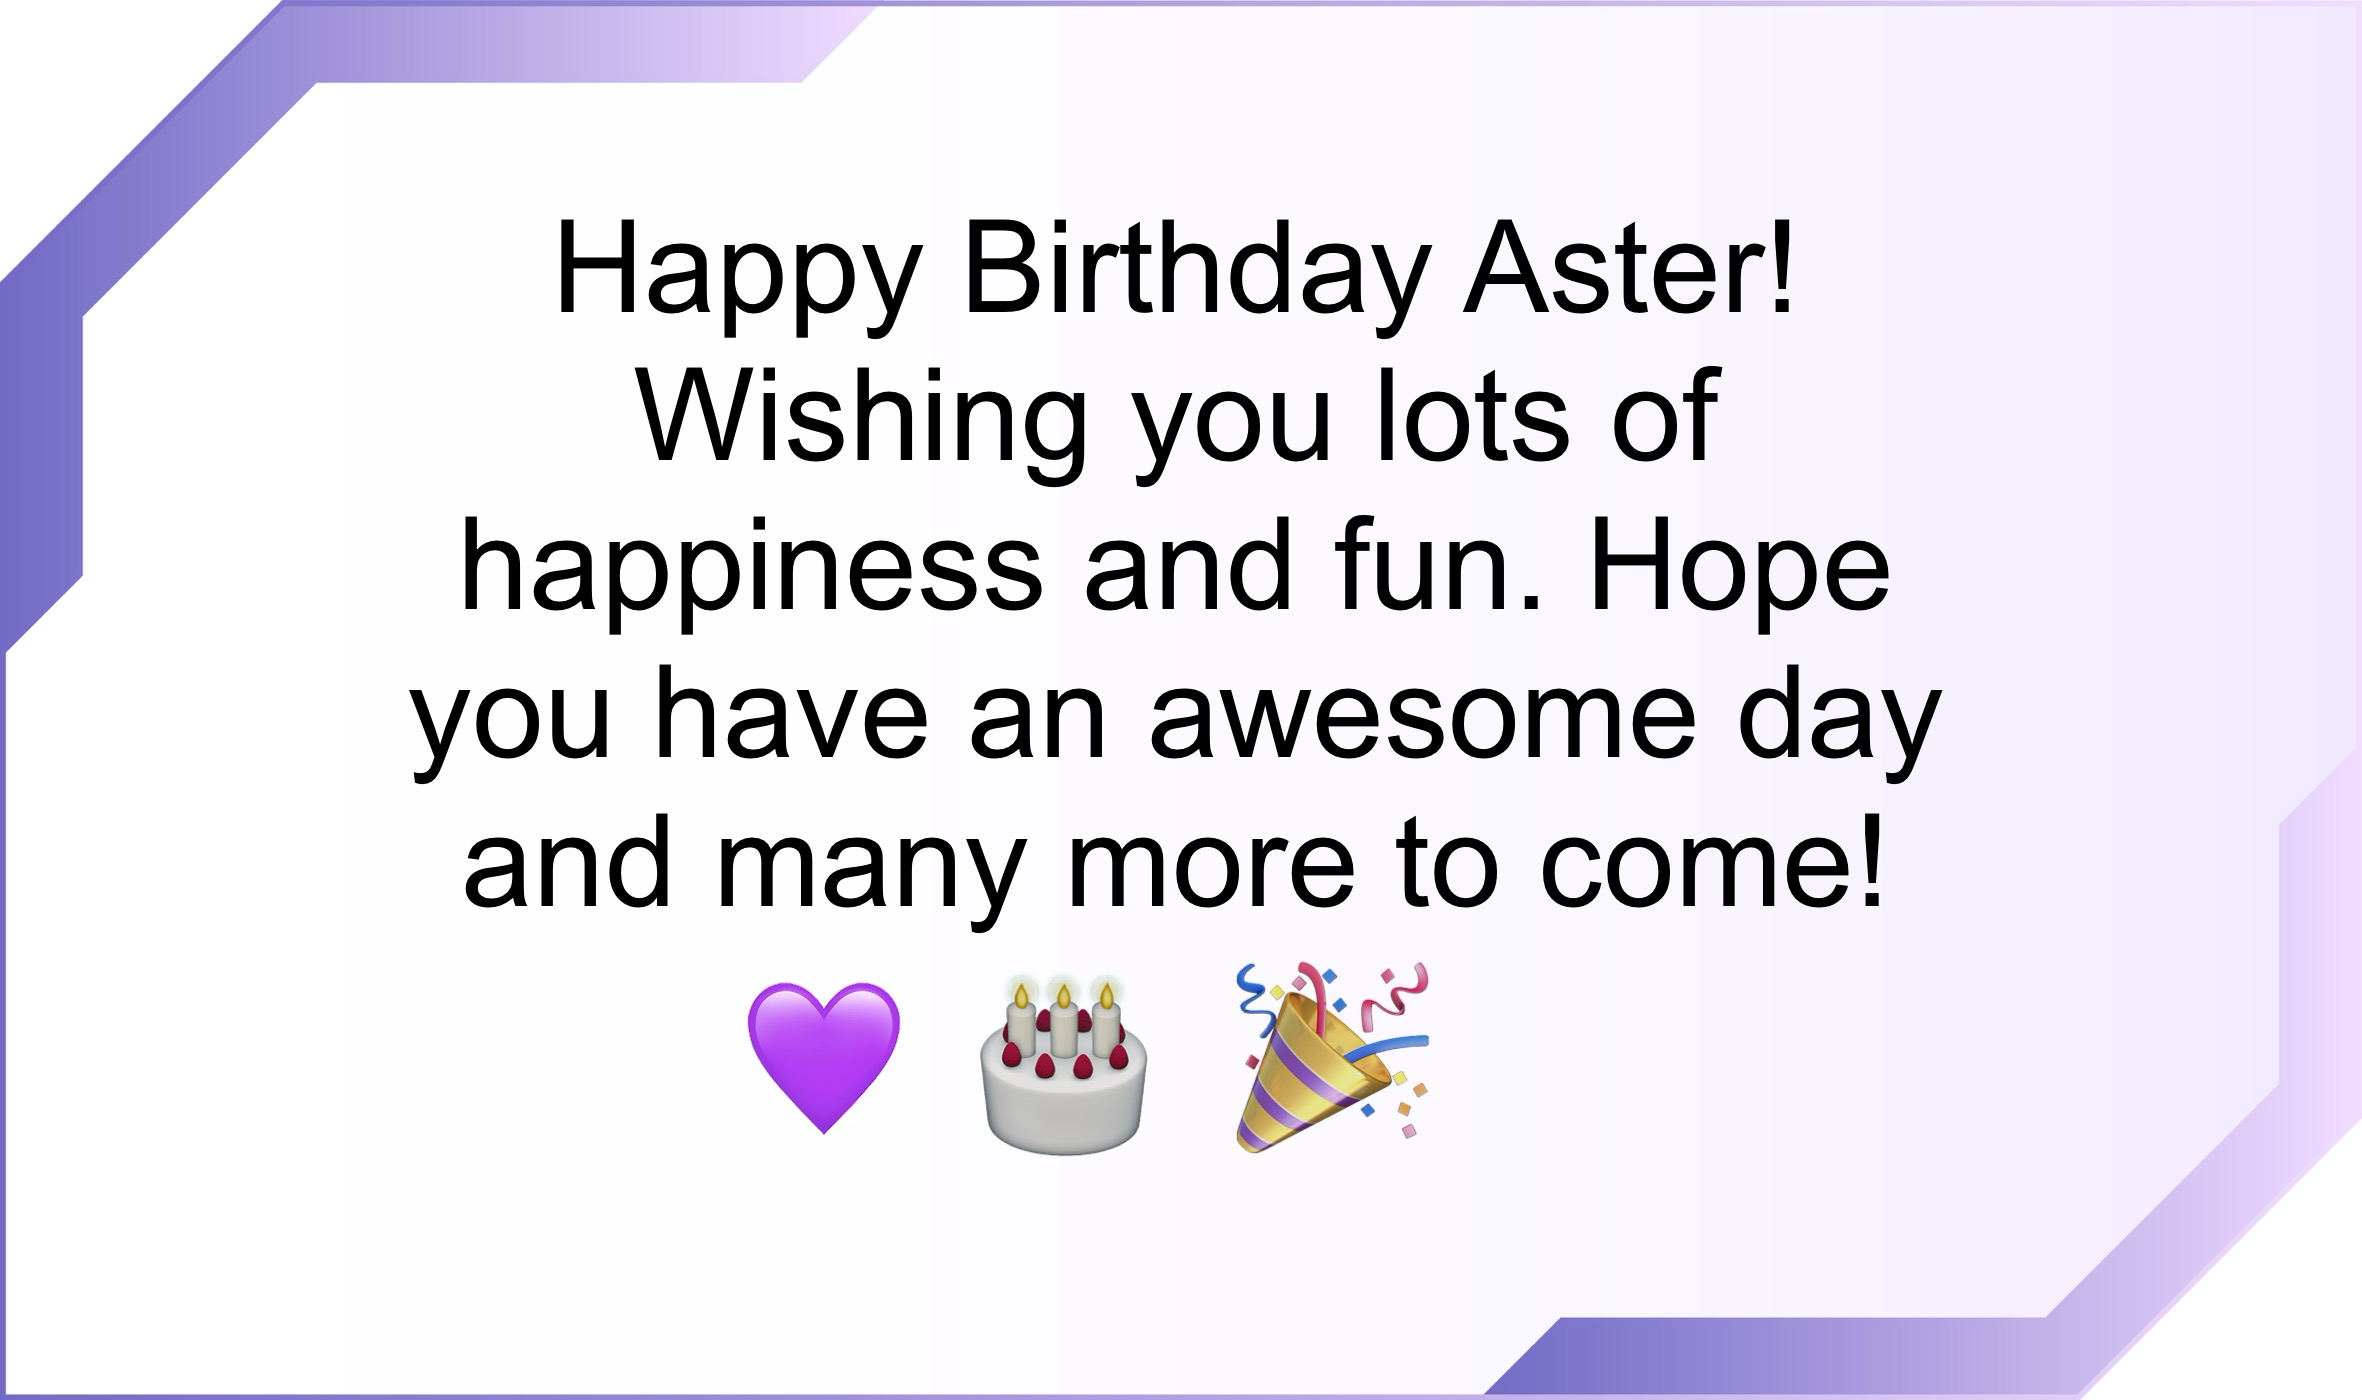 Happy Birthday Aster!
Wishing you lots of
happiness and fun. Hope
you have an awesome day
and many more to come!
💜 🎂 🎉